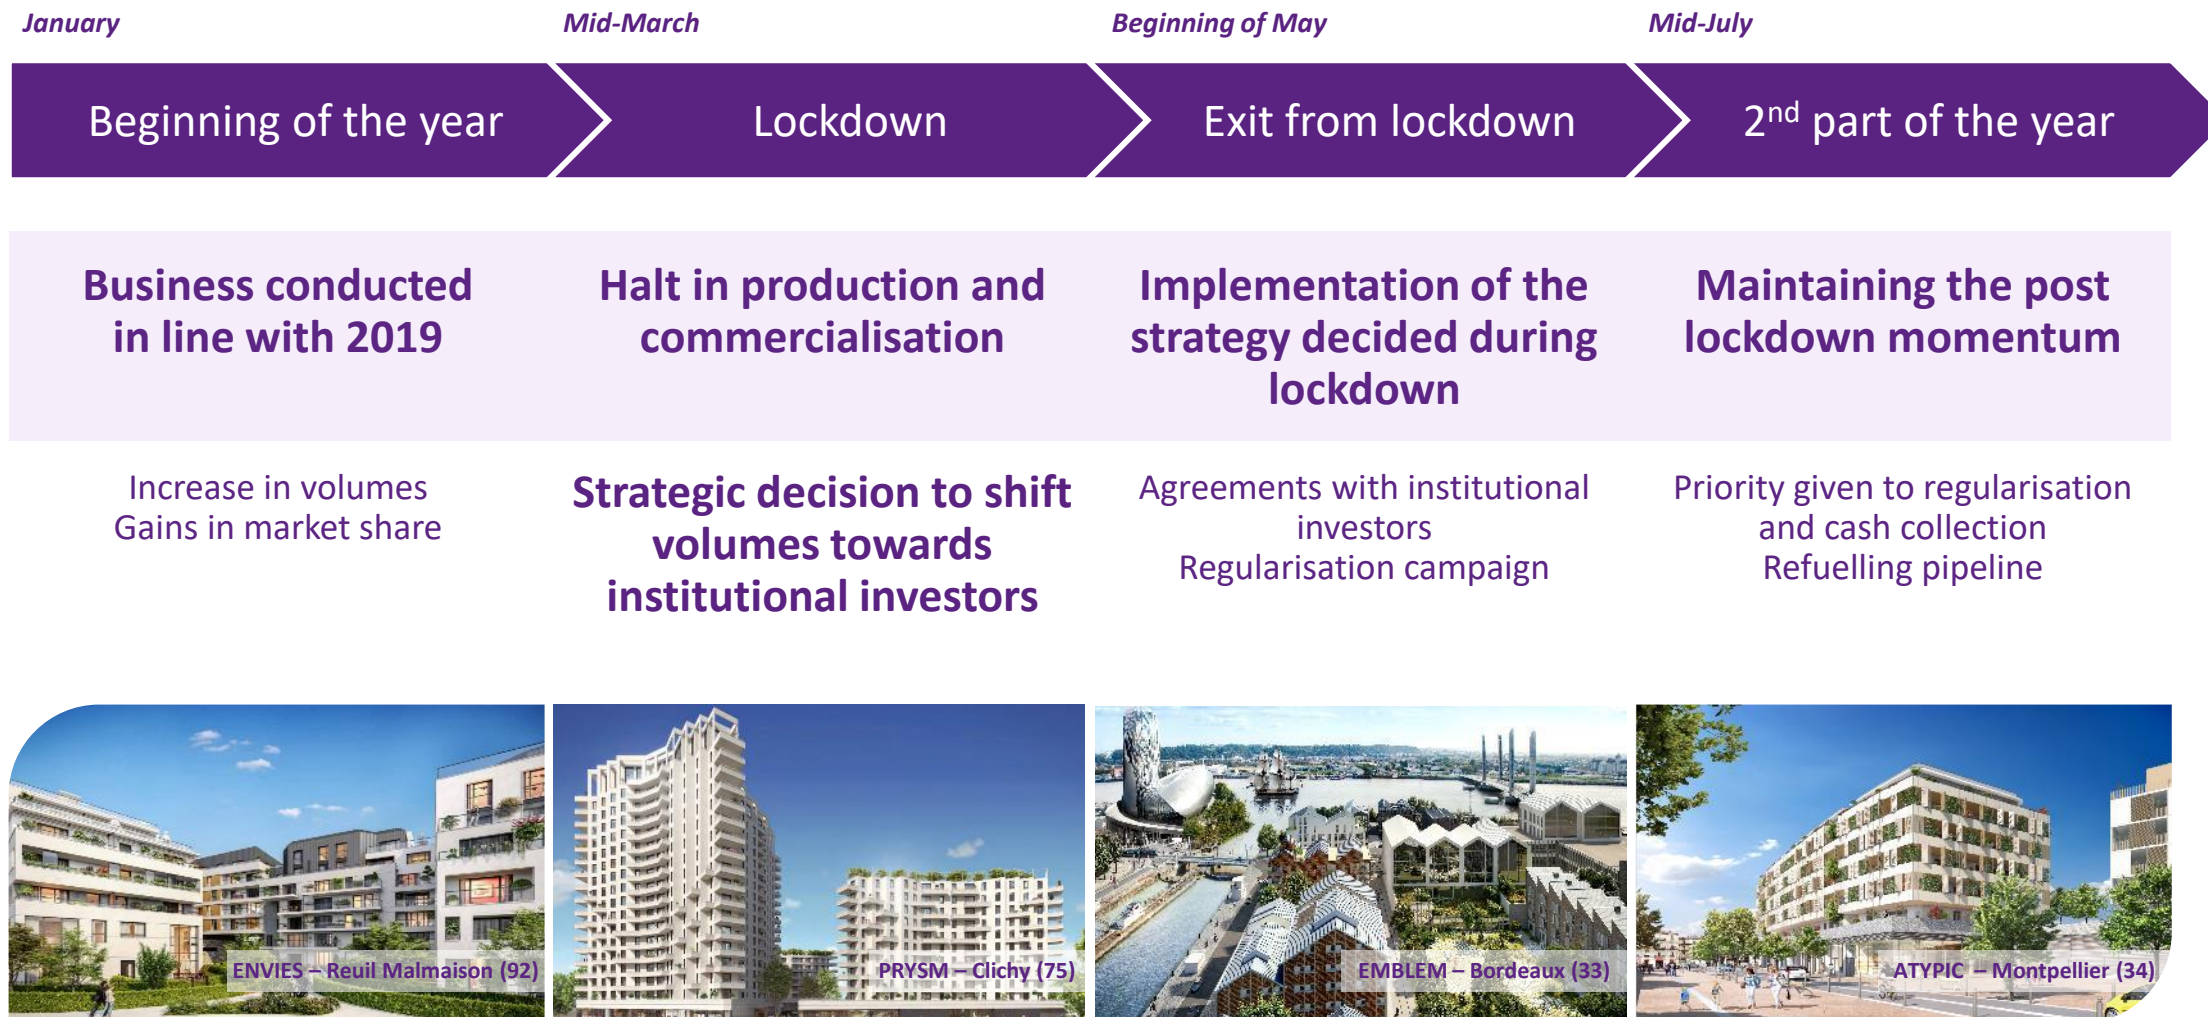 January
Mid-March
Beginning of May
Mid-July
Beginning of the year
Lockdown
Exit from lockdown
2nd part of the year
Business conducted
in line with 2019
Halt in production and
commercialisation
Implementation of the
strategy decided during
lockdown
Maintaining the post
lockdown momentum
Increase in volumes
Gains in market share
Strategic decision to shift
volumes towards
institutional investors
Agreements with institutional
investors
Regularisation campaign
Priority given to regularisation
and cash collection
Refuelling pipeline
ENVIES – Reuil Malmaison (92)
PRYSM – Clichy (75)
EMBLEM – Bordeaux (33)
ATYPIC – Montpellier (34)